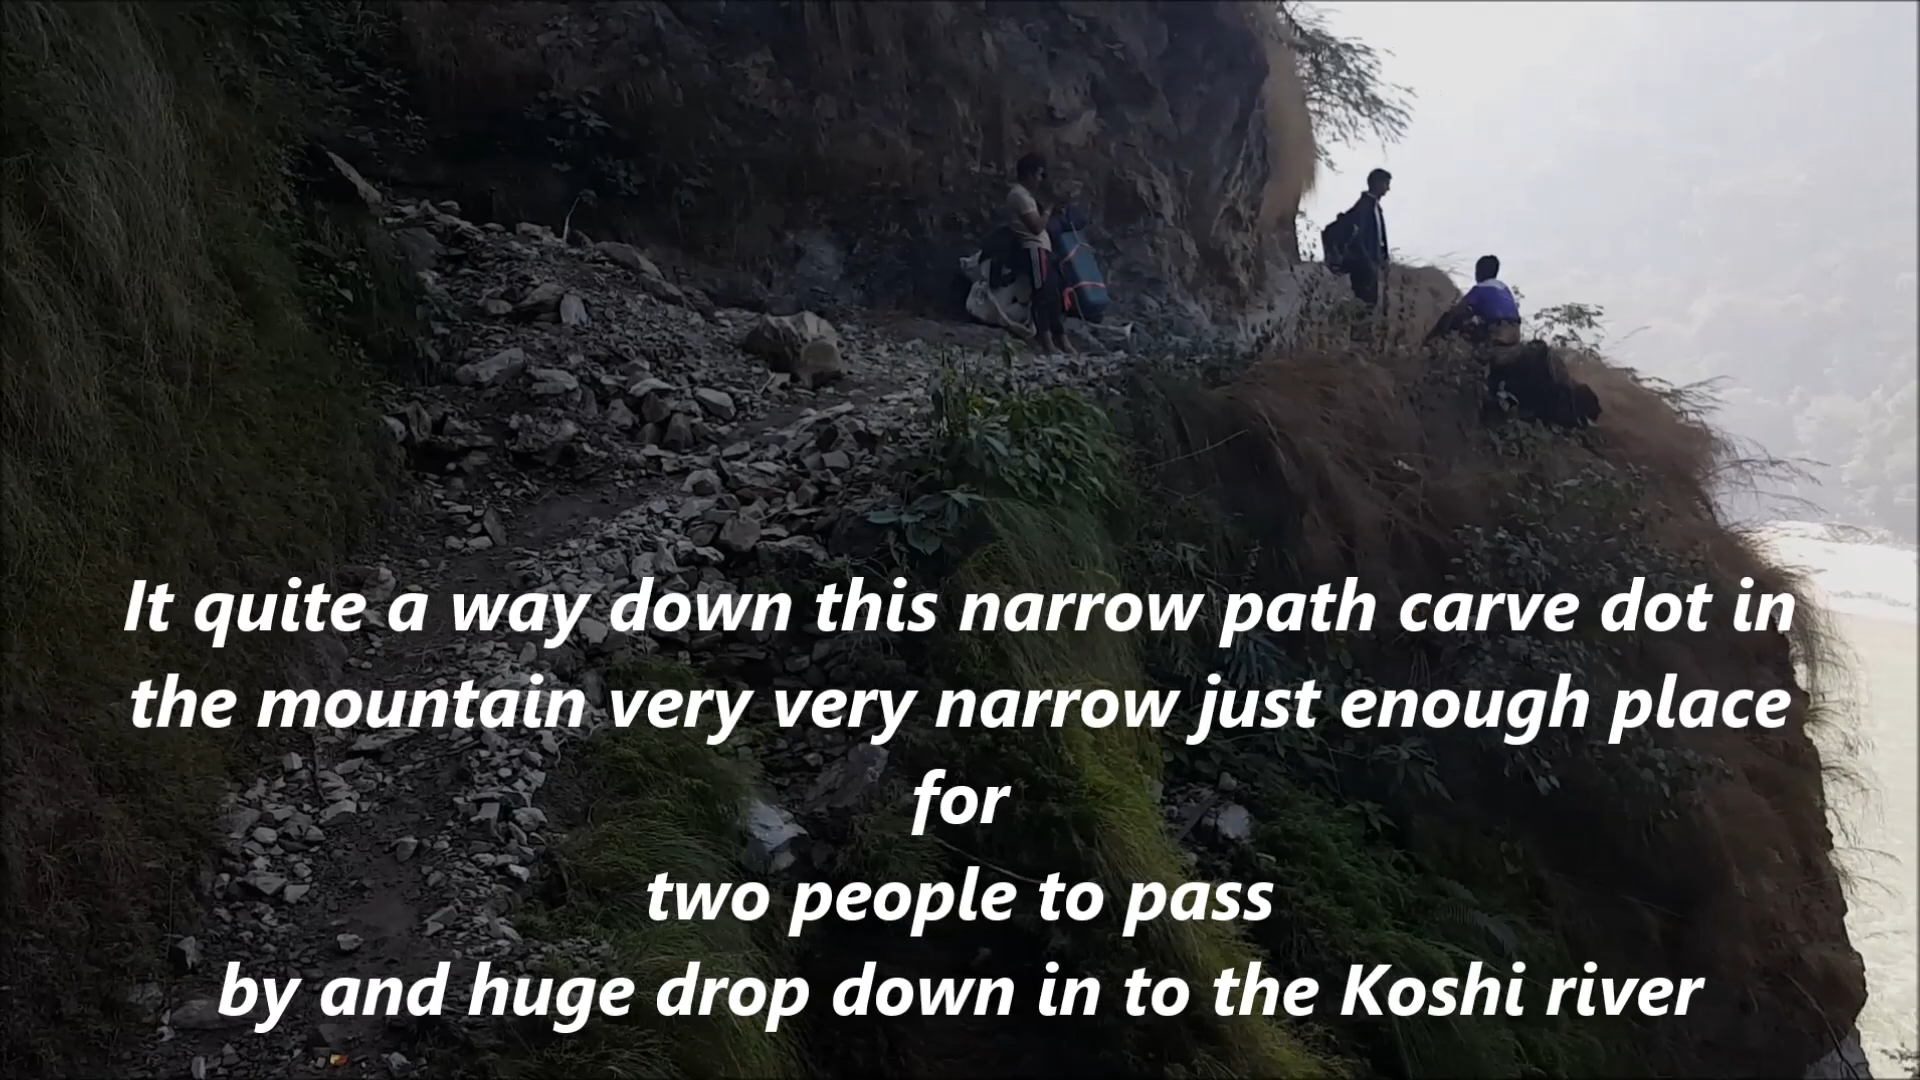 It quite a way down this narrow path carve dot in
the mountain very very narrow just enough place
for
two people to pass
by and huge drop down in to the Koshi river